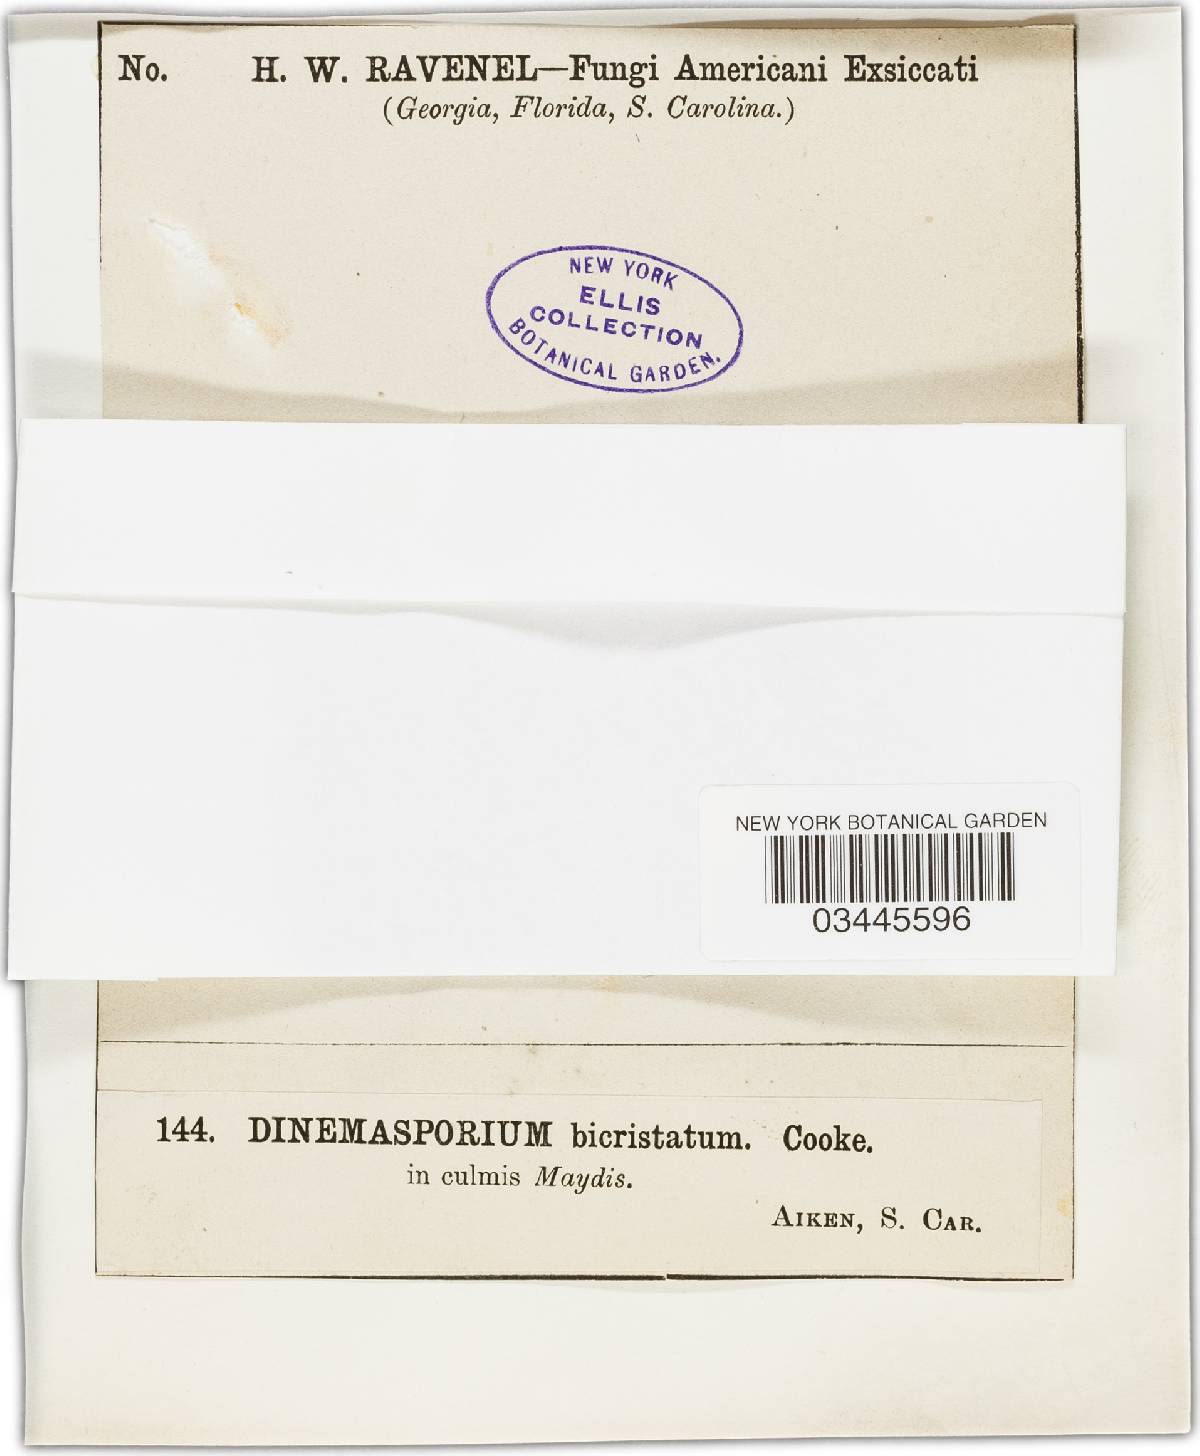 No. H. W. RAVENEL—Fungi Americani Exsiccati
(Georgia, Florida, S. Carolina.)
NEW YORK
ELLIS
COLLECTION
BOTANICAL GARDEN.
NEW YORK BOTANICAL GARDEN
03445596
144. DINEMASPORIUM bicristatum. Cooke.
in culmis Maydis.
AIKEN, S. CAR.